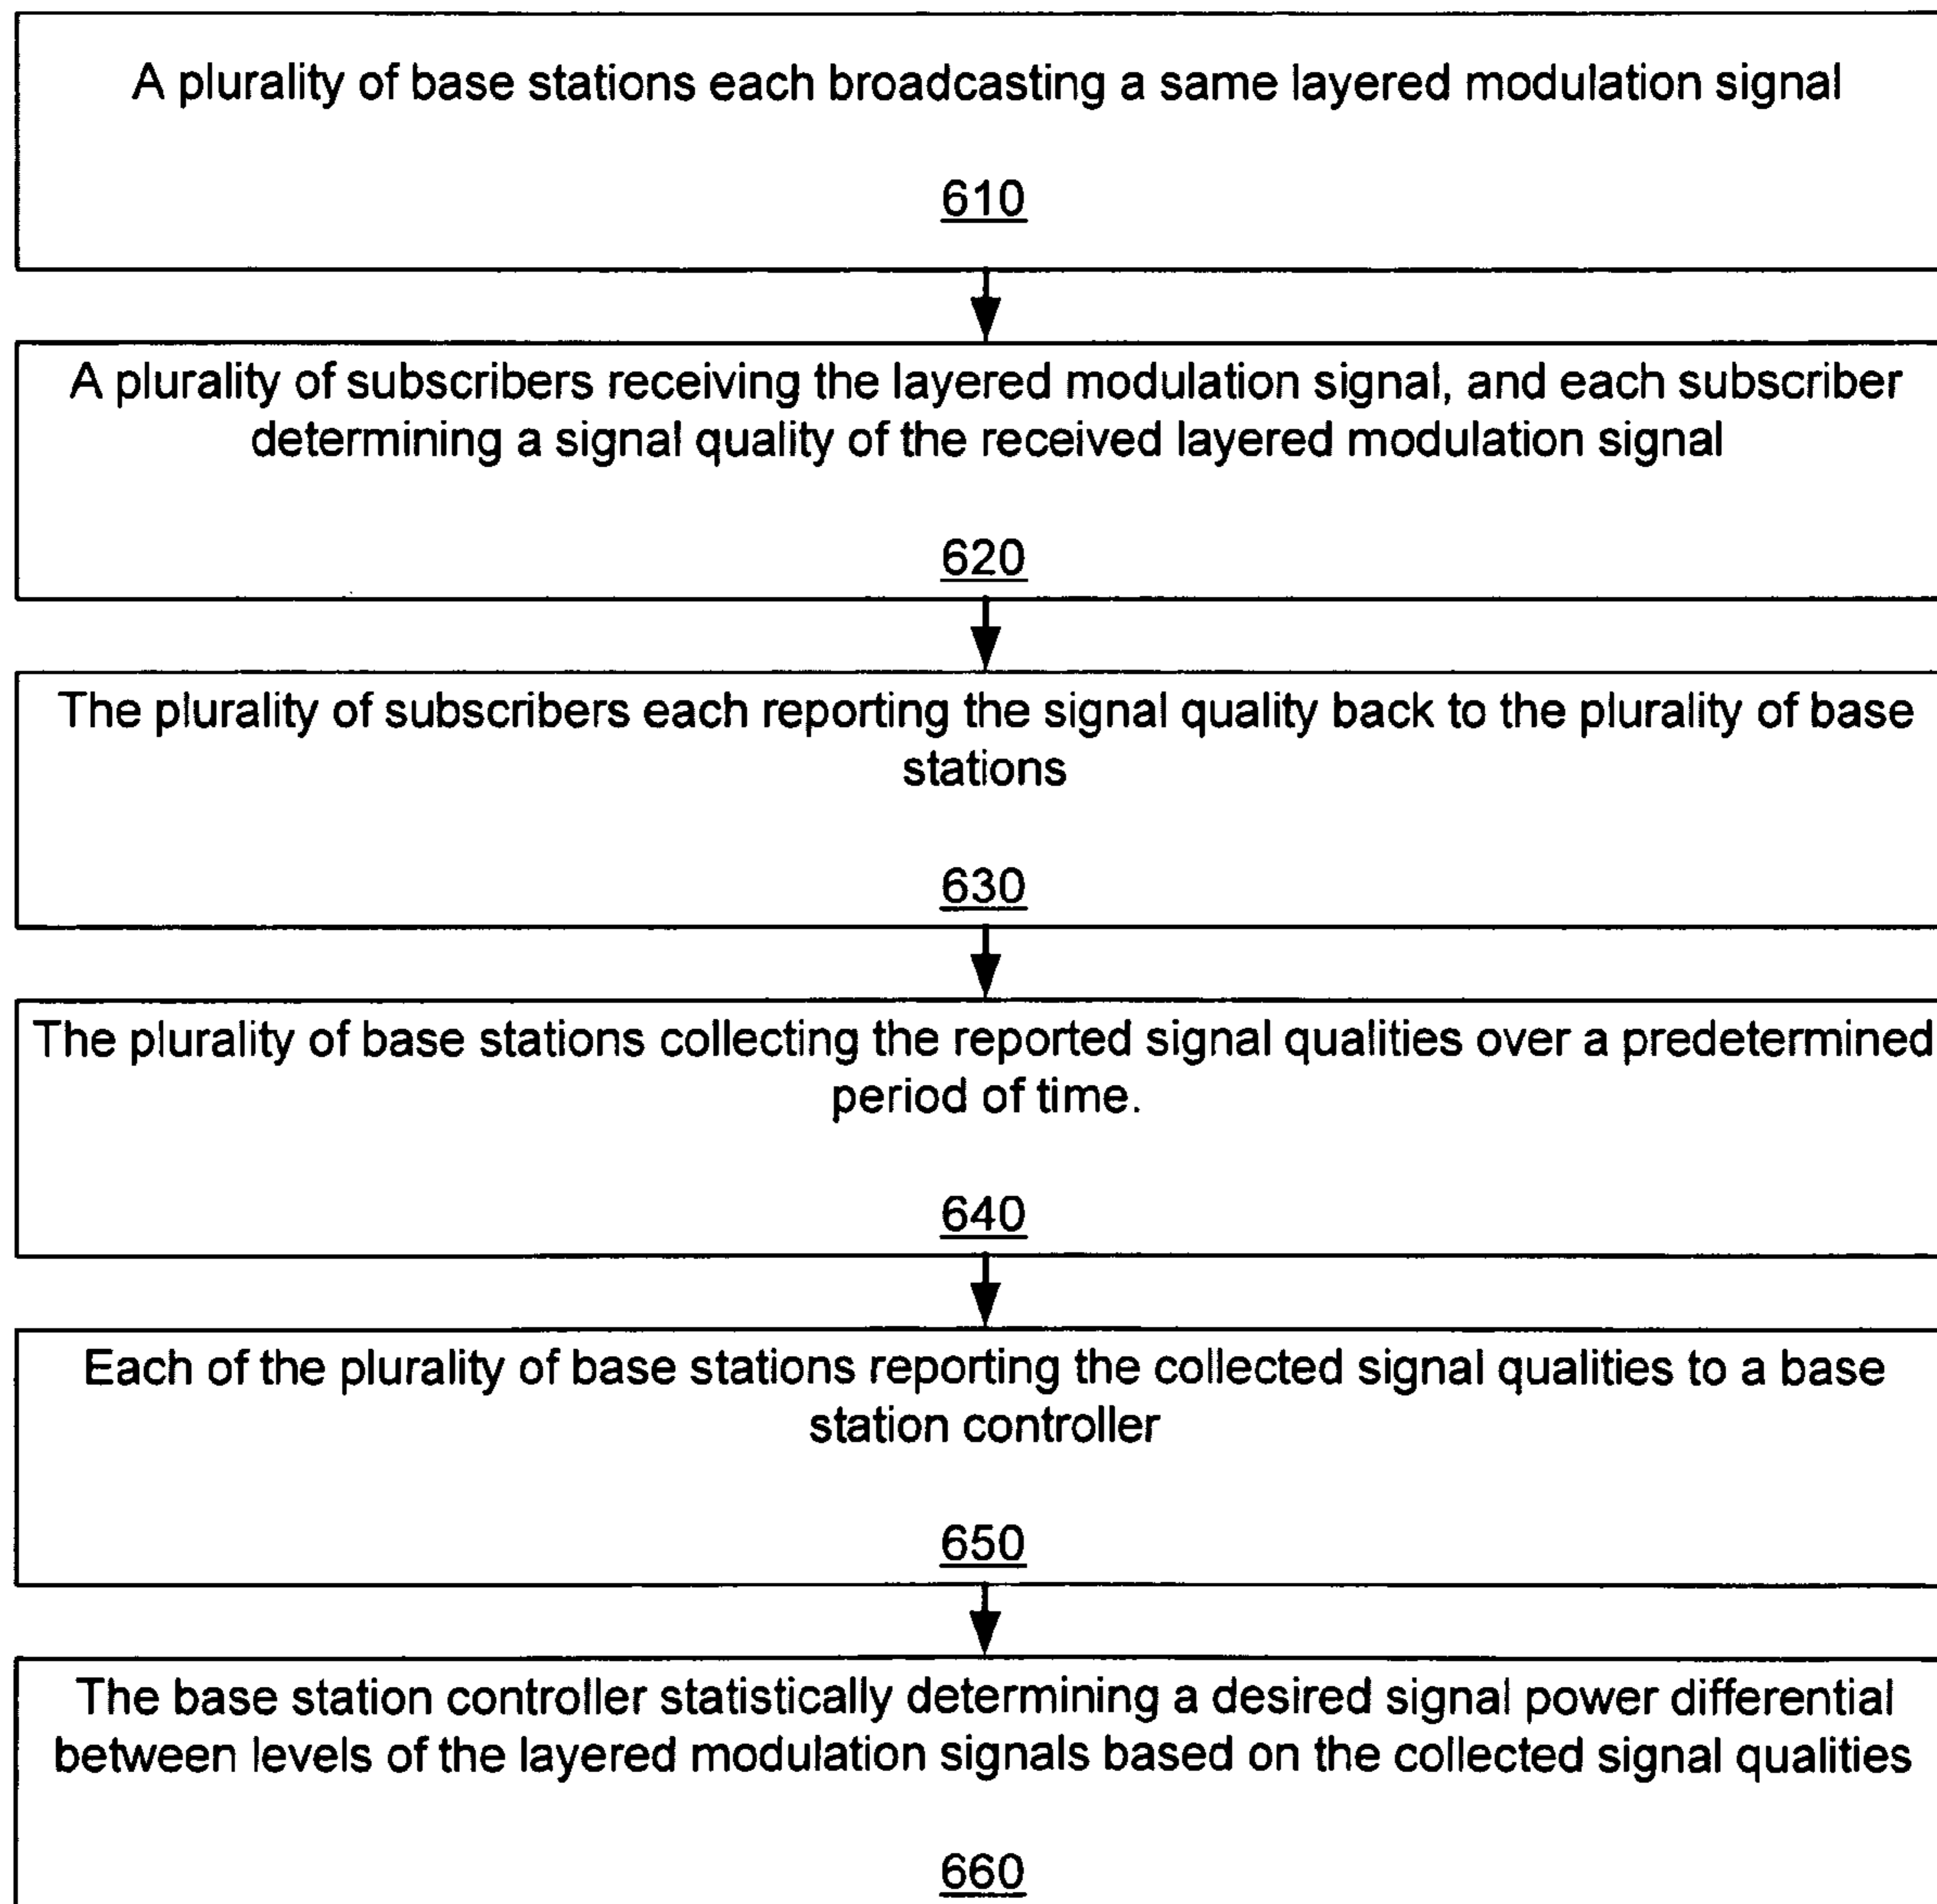 A plurality of base stations each broadcasting a same layered modulation signal
610
A plurality of subscribers receiving the layered modulation signal, and each subscriber
determining a signal quality of the received layered modulation signal
620
The plurality of subscribers each reporting the signal quality back to the plurality of base
stations
630
The plurality of base stations collecting the reported signal qualities over a predetermined
period of time.
640
Each of the plurality of base stations reporting the collected signal qualities to a base
station controller
650
The base station controller statistically determining a desired signal power differential
between levels of the layered modulation signals based on the collected signal qualities
660